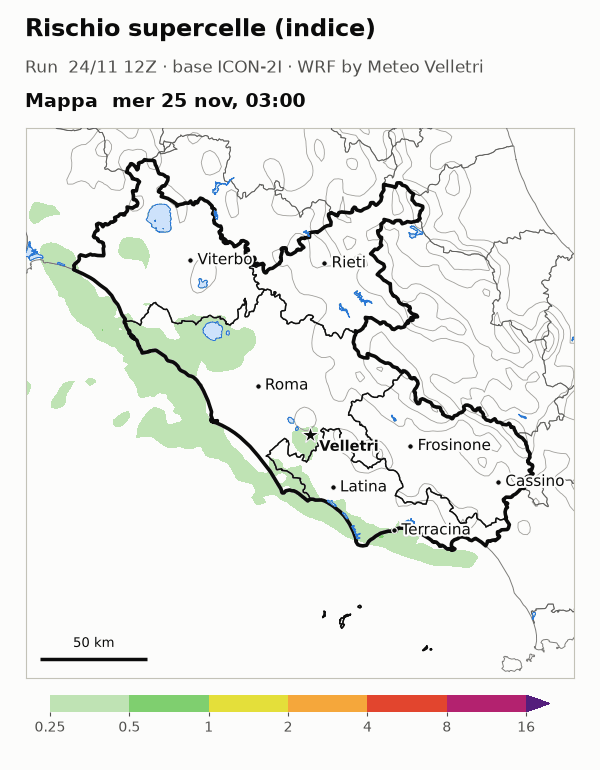 Rischio supercelle (indice)
Run  24/11 12Z · base ICON-2I · WRF by Meteo Velletri
Mappa  mer 25 nov, 03:00
Viterbo
Rieti
Roma
Velletri
Frosinone
Cassino
Latina
Terracina
50 km
0.25 0.5 1 2 4 8 16